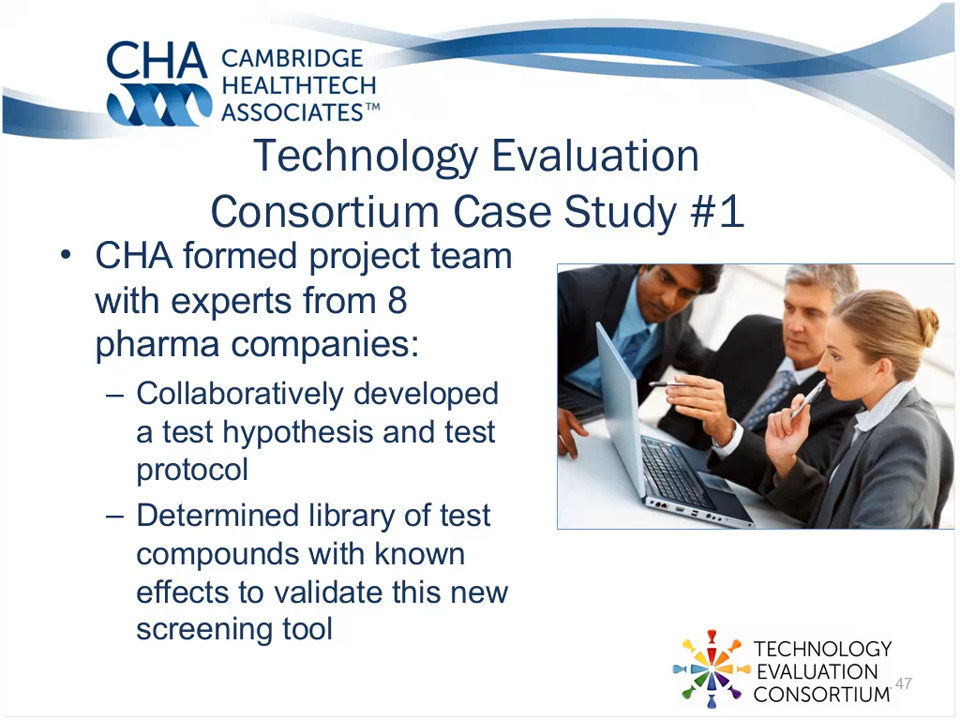 CHA
CAMBRIDGE
HEALTHTECH
ASSOCIATES™
Technology Evaluation
Consortium Case Study #1
• CHA formed project team
with experts from 8
pharma companies:
– Collaboratively developed
a test hypothesis and test
protocol
– Determined library of test
compounds with known
effects to validate this new
screening tool
TECHNOLOGY
EVALUATION
CONSORTIUM
47